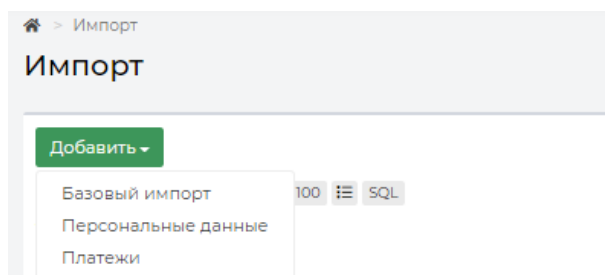 > Импорт
Импорт
Добавить
Базовый импорт
100 SQL
Персональные данные
Платежи